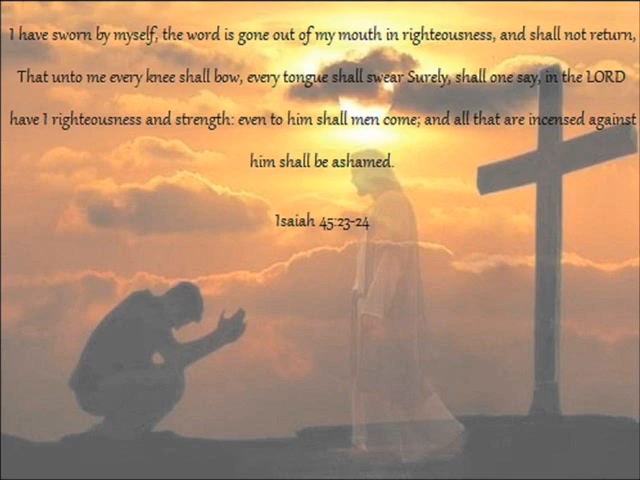 I have sworn by myself, the word is gone out of my mouth in righteousness, and shall not return,
That unto me every knee shall bow, every tongue shall swear Surely, shall one say, in the LORD
have I righteousness and strength: even to him shall men come; and all that are incensed against
him shall be ashamed.
Isaiah 45:23-24